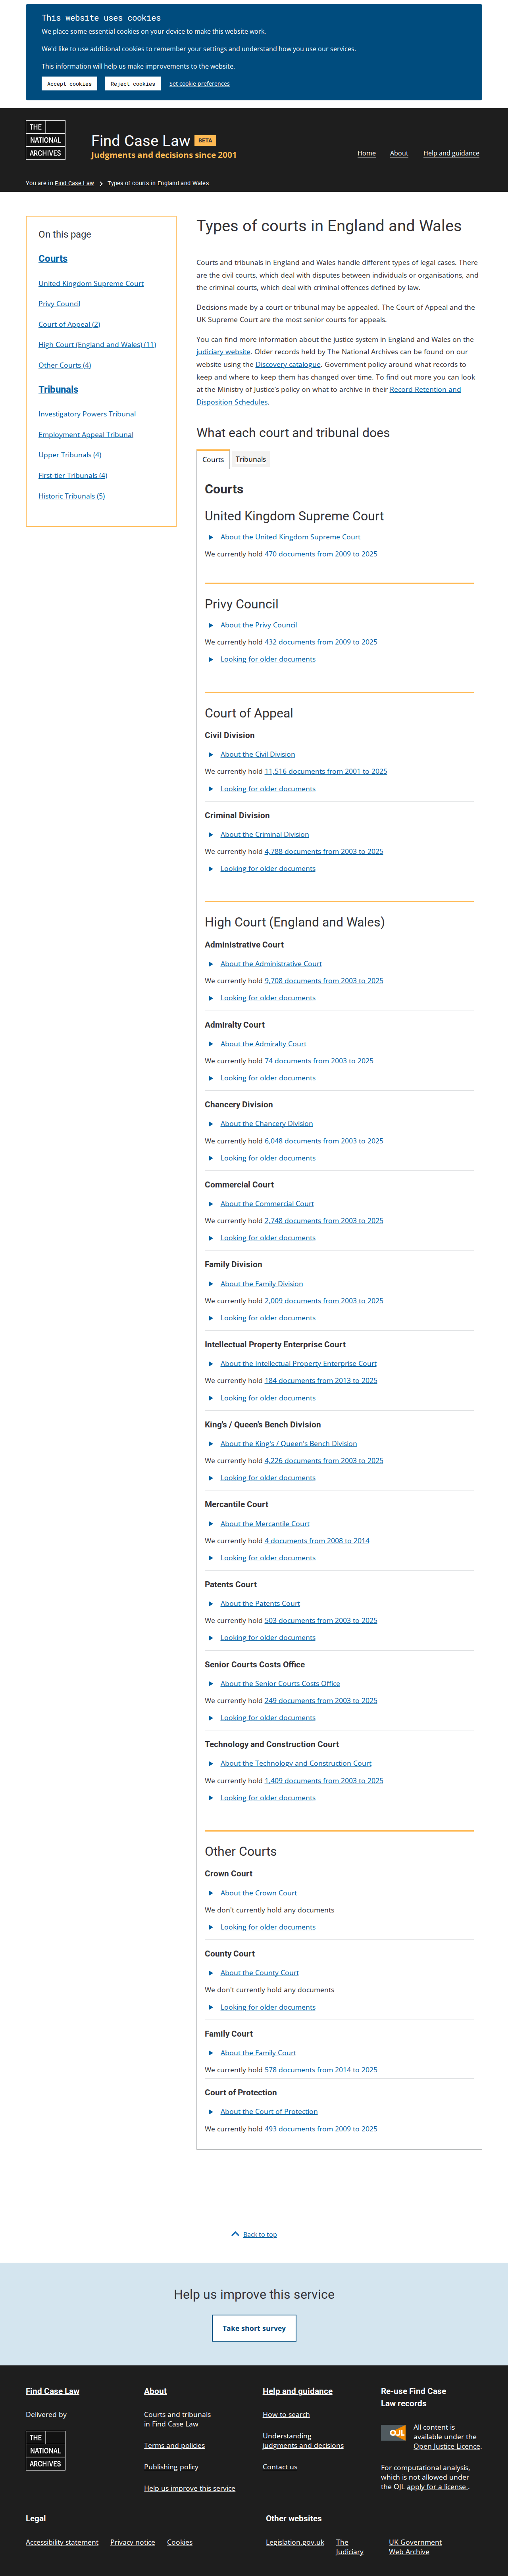 This website uses cookies
We place some essential cookies on your device to make this website work.
We'd like to use additional cookies to remember your settings and understand how you use our services.
This information will help us make improvements to the website.
Accept cookies
Reject cookies
Set cookie preferences
THE
NATIONAL
ARCHIVES
Find Case Law BETA
Judgments and decisions since 2001
Home
About
Help and guidance
You are in Find Case Law
Types of courts in England and Wales
On this page
Courts
United Kingdom Supreme Court
Privy Council
Court of Appeal (2)
High Court (England and Wales) (11)
Other Courts (4)
Tribunals
Investigatory Powers Tribunal
Employment Appeal Tribunal
Upper Tribunals (4)
First-tier Tribunals (4)
Historic Tribunals (5)
Types of courts in England and Wales
Courts and tribunals in England and Wales handle different types of legal cases. There
are the civil courts, which deal with disputes between individuals or organisations, and
the criminal courts, which deal with criminal offences defined by law.
Decisions made by a court or tribunal may be appealed. The Court of Appeal and the
UK Supreme Court are the most senior courts for appeals.
You can find more information about the justice system in England and Wales on the
judiciary website. Older records held by The National Archives can be found on our
website using the Discovery catalogue. Government policy around what records to
keep and where to keep them has changed over time. To find out more you can look
at the Ministry of Justice's policy on what to archive in their Record Retention and
Disposition Schedules.
What each court and tribunal does
Courts
Tribunals
Courts
United Kingdom Supreme Court
About the United Kingdom Supreme Court
We currently hold 470 documents from 2009 to 2025
Privy Council
About the Privy Council
We currently hold 432 documents from 2009 to 2025
Looking for older documents
Court of Appeal
Civil Division
About the Civil Division
We currently hold 11,516 documents from 2001 to 2025
Looking for older documents
Criminal Division
About the Criminal Division
We currently hold 4,788 documents from 2003 to 2025
Looking for older documents
High Court (England and Wales)
Administrative Court
About the Administrative Court
We currently hold 9,708 documents from 2003 to 2025
Looking for older documents
Admiralty Court
About the Admiralty Court
We currently hold 74 documents from 2003 to 2025
Looking for older documents
Chancery Division
About the Chancery Division
We currently hold 6,048 documents from 2003 to 2025
Looking for older documents
Commercial Court
About the Commercial Court
We currently hold 2,748 documents from 2003 to 2025
Looking for older documents
Family Division
About the Family Division
We currently hold 2,009 documents from 2003 to 2025
Looking for older documents
Intellectual Property Enterprise Court
About the Intellectual Property Enterprise Court
We currently hold 184 documents from 2013 to 2025
Looking for older documents
King's / Queen's Bench Division
About the King's / Queen's Bench Division
We currently hold 4,226 documents from 2003 to 2025
Looking for older documents
Mercantile Court
About the Mercantile Court
We currently hold 4 documents from 2008 to 2014
Looking for older documents
Patents Court
About the Patents Court
We currently hold 503 documents from 2003 to 2025
Looking for older documents
Senior Courts Costs Office
About the Senior Courts Costs Office
We currently hold 249 documents from 2003 to 2025
Looking for older documents
Technology and Construction Court
About the Technology and Construction Court
We currently hold 1,409 documents from 2003 to 2025
Looking for older documents
Other Courts
Crown Court
About the Crown Court
We don't currently hold any documents
Looking for older documents
County Court
About the County Court
We don't currently hold any documents
Looking for older documents
Family Court
About the Family Court
We currently hold 578 documents from 2014 to 2025
Court of Protection
About the Court of Protection
We currently hold 493 documents from 2009 to 2025
Back to top
Help us improve this service
Take short survey
Find Case Law
Delivered by
THE
NATIONAL
ARCHIVES
About
Courts and tribunals
in Find Case Law
Terms and policies
Publishing policy
Help us improve this service
Help and guidance
How to search
Understanding
judgments and decisions
Contact us
Re-use Find Case
Law records
OJL
All content is
available under the
Open Justice Licence.
For computational analysis,
which is not allowed under
the OJL apply for a license .
Legal
Accessibility statement
Privacy notice
Cookies
Other websites
Legislation.gov.uk
The
Judiciary
UK Government
Web Archive